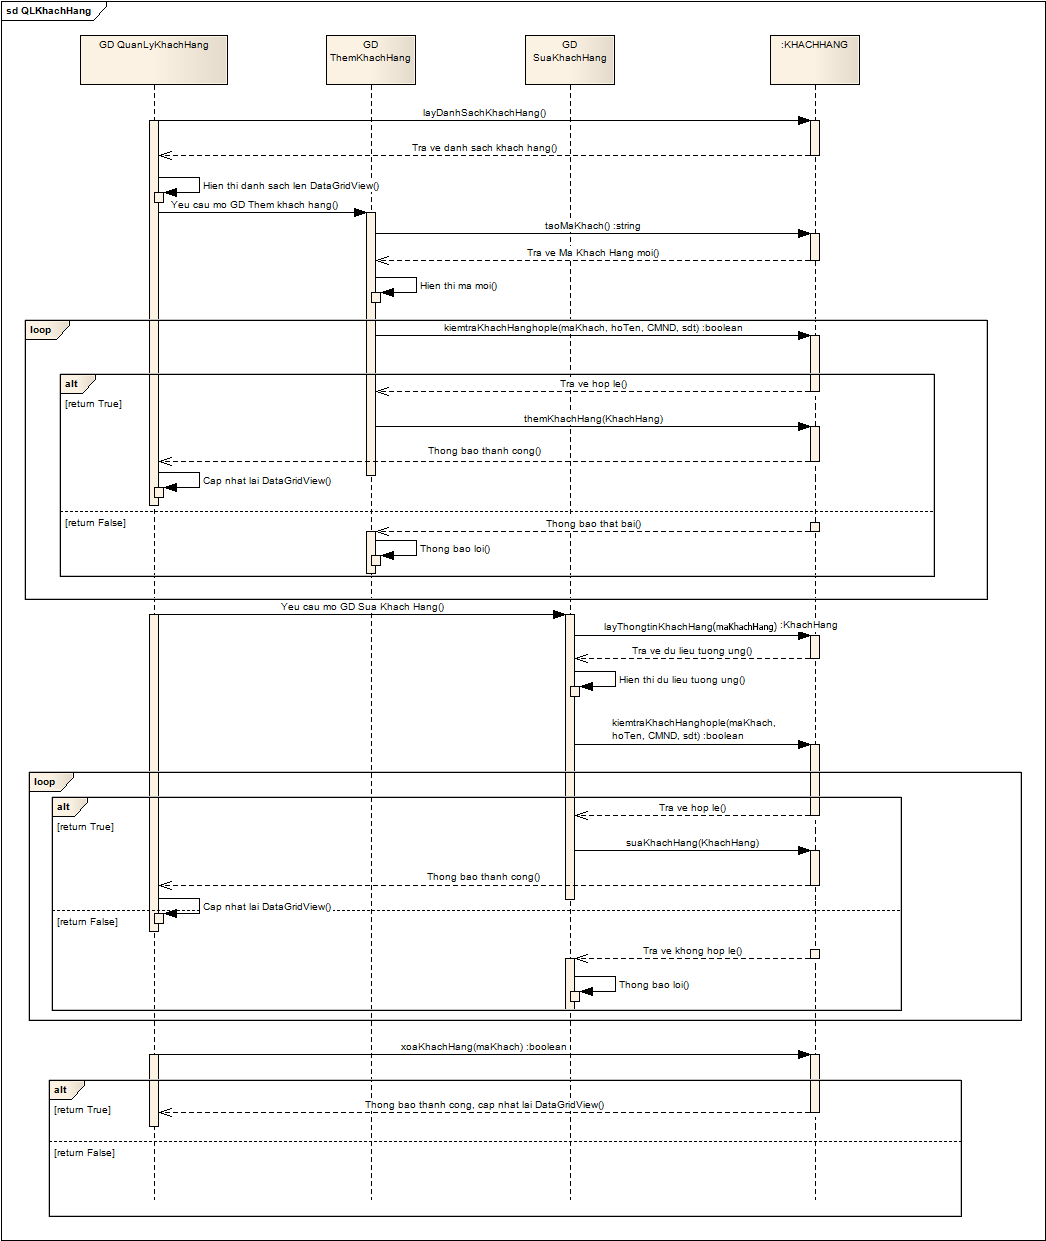 sd QLKhachHang
GD QuanLyKhachHang
GD
ThemKhachHang
GD
SuaKhachHang
:KHACHHANG
layDanhSachKhachHang()
Tra ve danh sach khach hang()
Hien thi danh sach len DataGridView()
Yeu cau mo GD Them khach hang()
taoMaKhach() :string
Tra ve Ma Khach Hang moi()
Hien thi ma moi()
loop
kiemtraKhachHanghople(maKhach, hoTen, CMND, sdt) :boolean
alt
Tra ve hop le()
[return True]
themKhachHang(KhachHang)
Thong bao thanh cong()
Cap nhat lai DataGridView()
[return False]
Thong bao that bai()
Thong bao loi()
Yeu cau mo GD Sua Khach Hang()
layThongtinKhachHang(maKhachHang) :KhachHang
Tra ve du lieu tuong ung()
Hien thi du lieu tuong ung()
kiemtraKhachHanghople(maKhach,
hoTen, CMND, sdt) :boolean
loop
alt
Tra ve hop le()
[return True]
suaKhachHang(KhachHang)
Thong bao thanh cong()
Cap nhat lai DataGridView()
[return False]
Tra ve khong hop le()
Thong bao loi()
xoaKhachHang(maKhach) :boolean
alt
[return True]
Thong bao thanh cong, cap nhat lai DataGridView()
[return False]